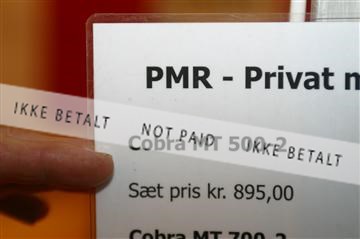 PMR - Privat m
IKKE BETALT NOT PAID IKKE BETALT
Cobra MT 500-2
Sæt pris kr. 895,00
Cobra MT 700-2